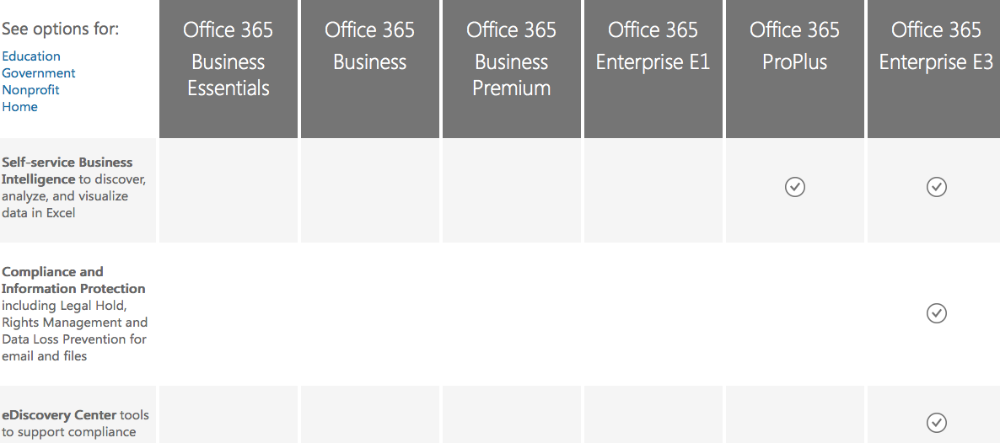 See options for:
Education
Government
Nonprofit
Home
Office 365
Business
Essentials
Office 365
Business
Office 365
Business
Premium
Office 365
Enterprise E1
Office 365
ProPlus
Office 365
Enterprise E3
Self-service Business
Intelligence to discover,
analyze, and visualize
data in Excel
Compliance and
Information Protection
including Legal Hold,
Rights Management and
Data Loss Prevention for
email and files
eDiscovery Center tools
to support compliance